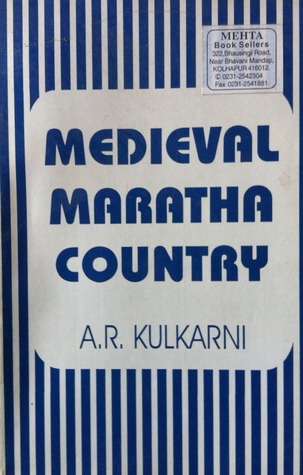 MEHTA
Book Sellers
322, Bhausingji Road,
Near Bhavani Mandap,
KOLHAPUR 416012.
✆ 0231-2542304
Fax 0231-2541881.
MEDIEVAL
MARATHA
COUNTRY
A.R. KULKARNI